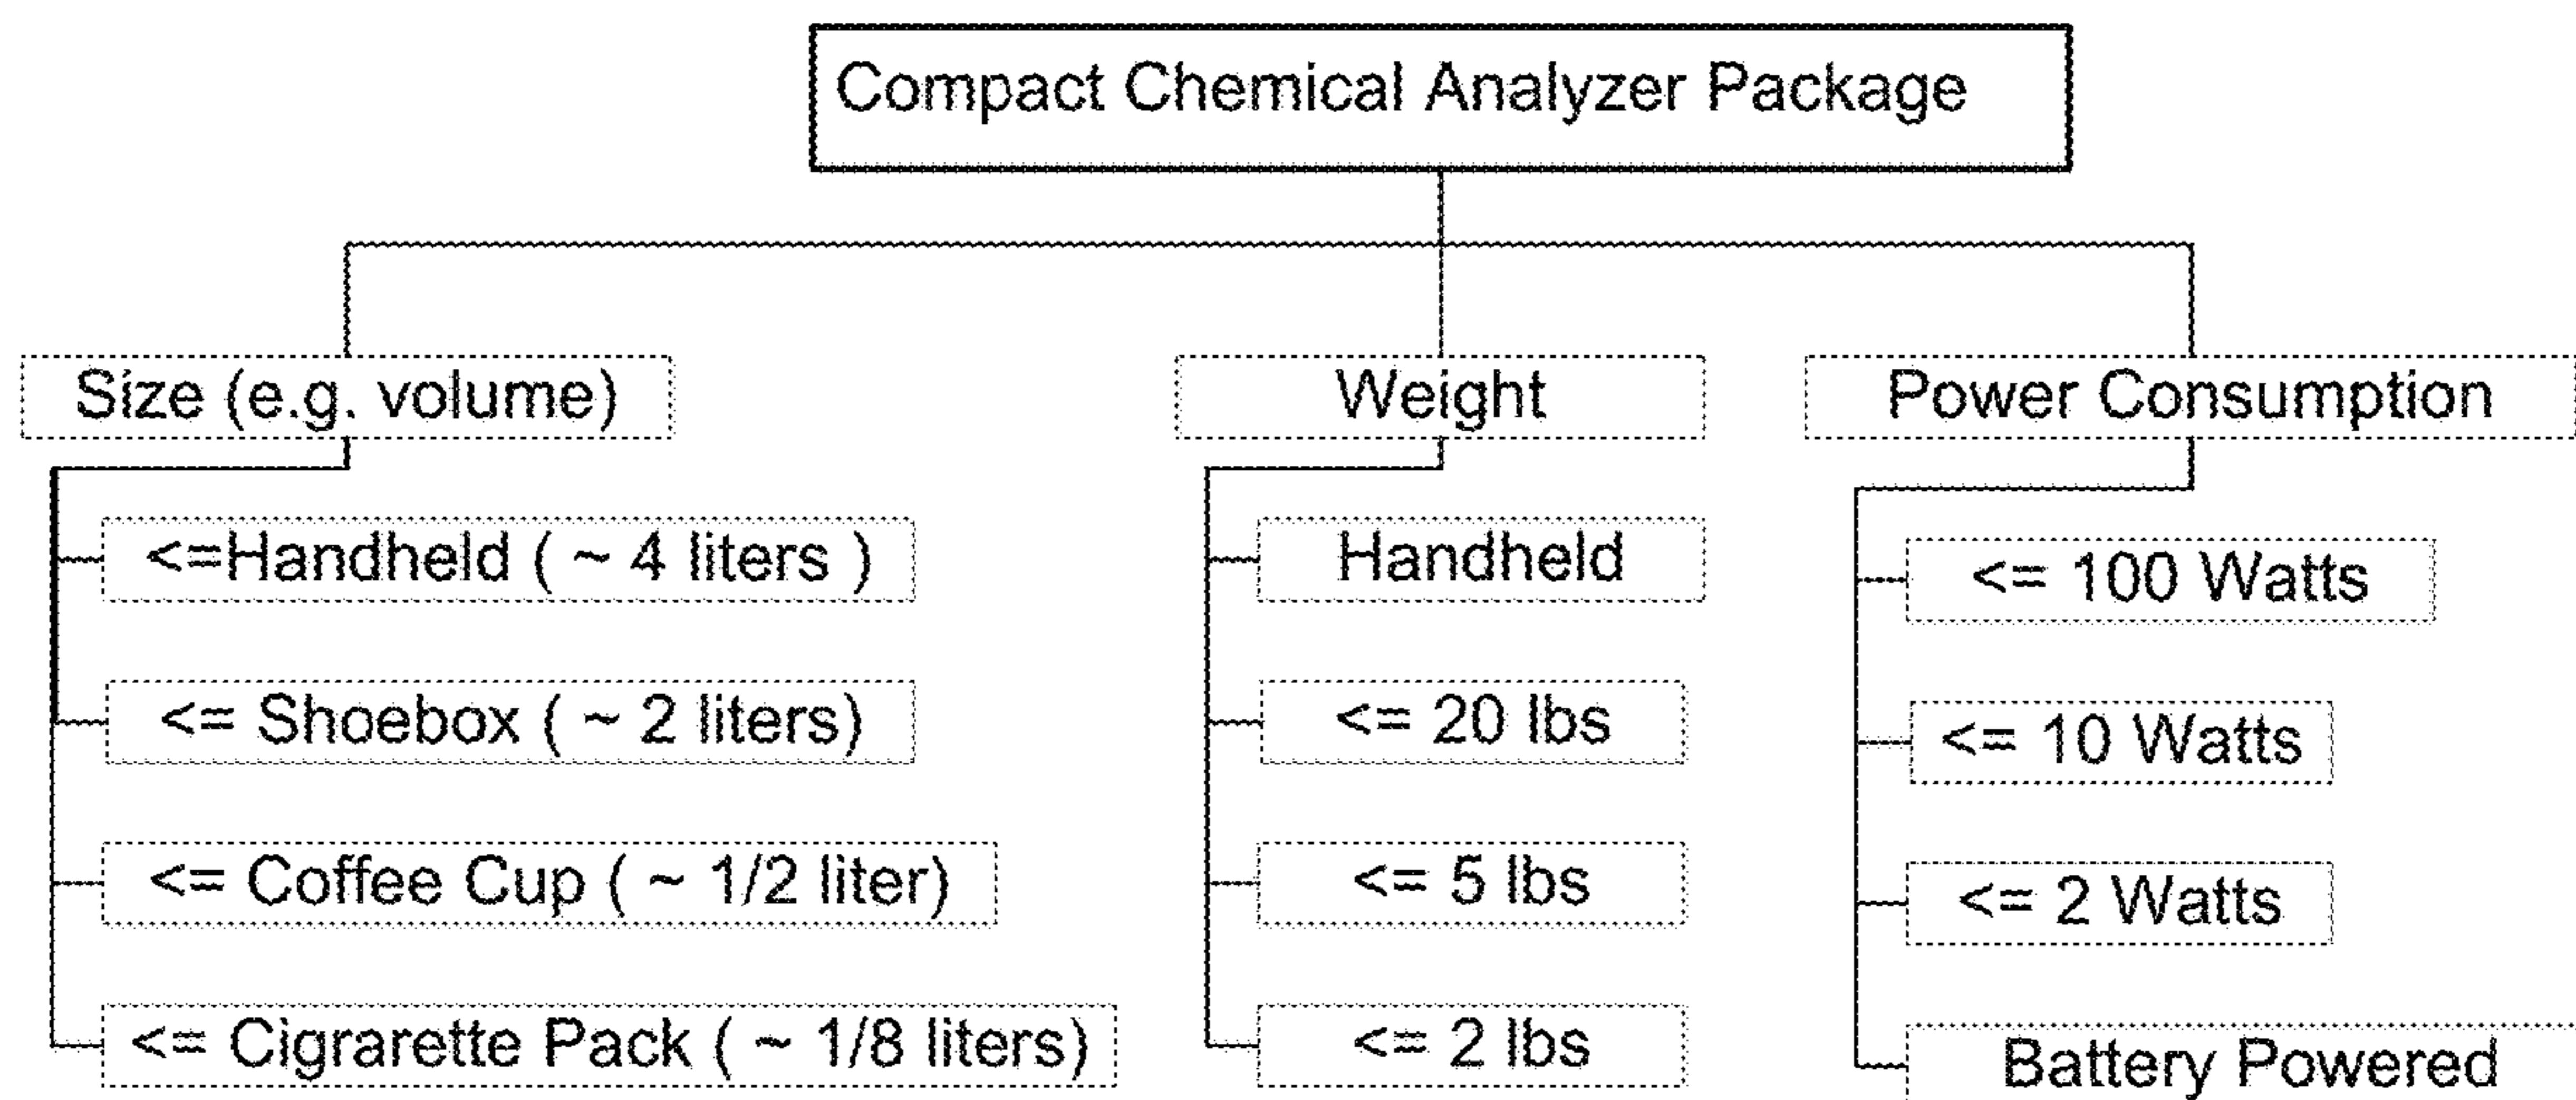 Compact Chemical Analyzer Package
Size (e.g. volume)
<=Handheld ( ~ 4 liters )
<= Shoebox ( ~ 2 liters)
<= Coffee Cup ( ~ 1/2 liter)
<= Cigrarette Pack ( ~ 1/8 liters)
Weight
Handheld
<= 20 lbs
<= 5 lbs
<= 2 lbs
Power Consumption
<= 100 Watts
<= 10 Watts
<= 2 Watts
Battery Powered